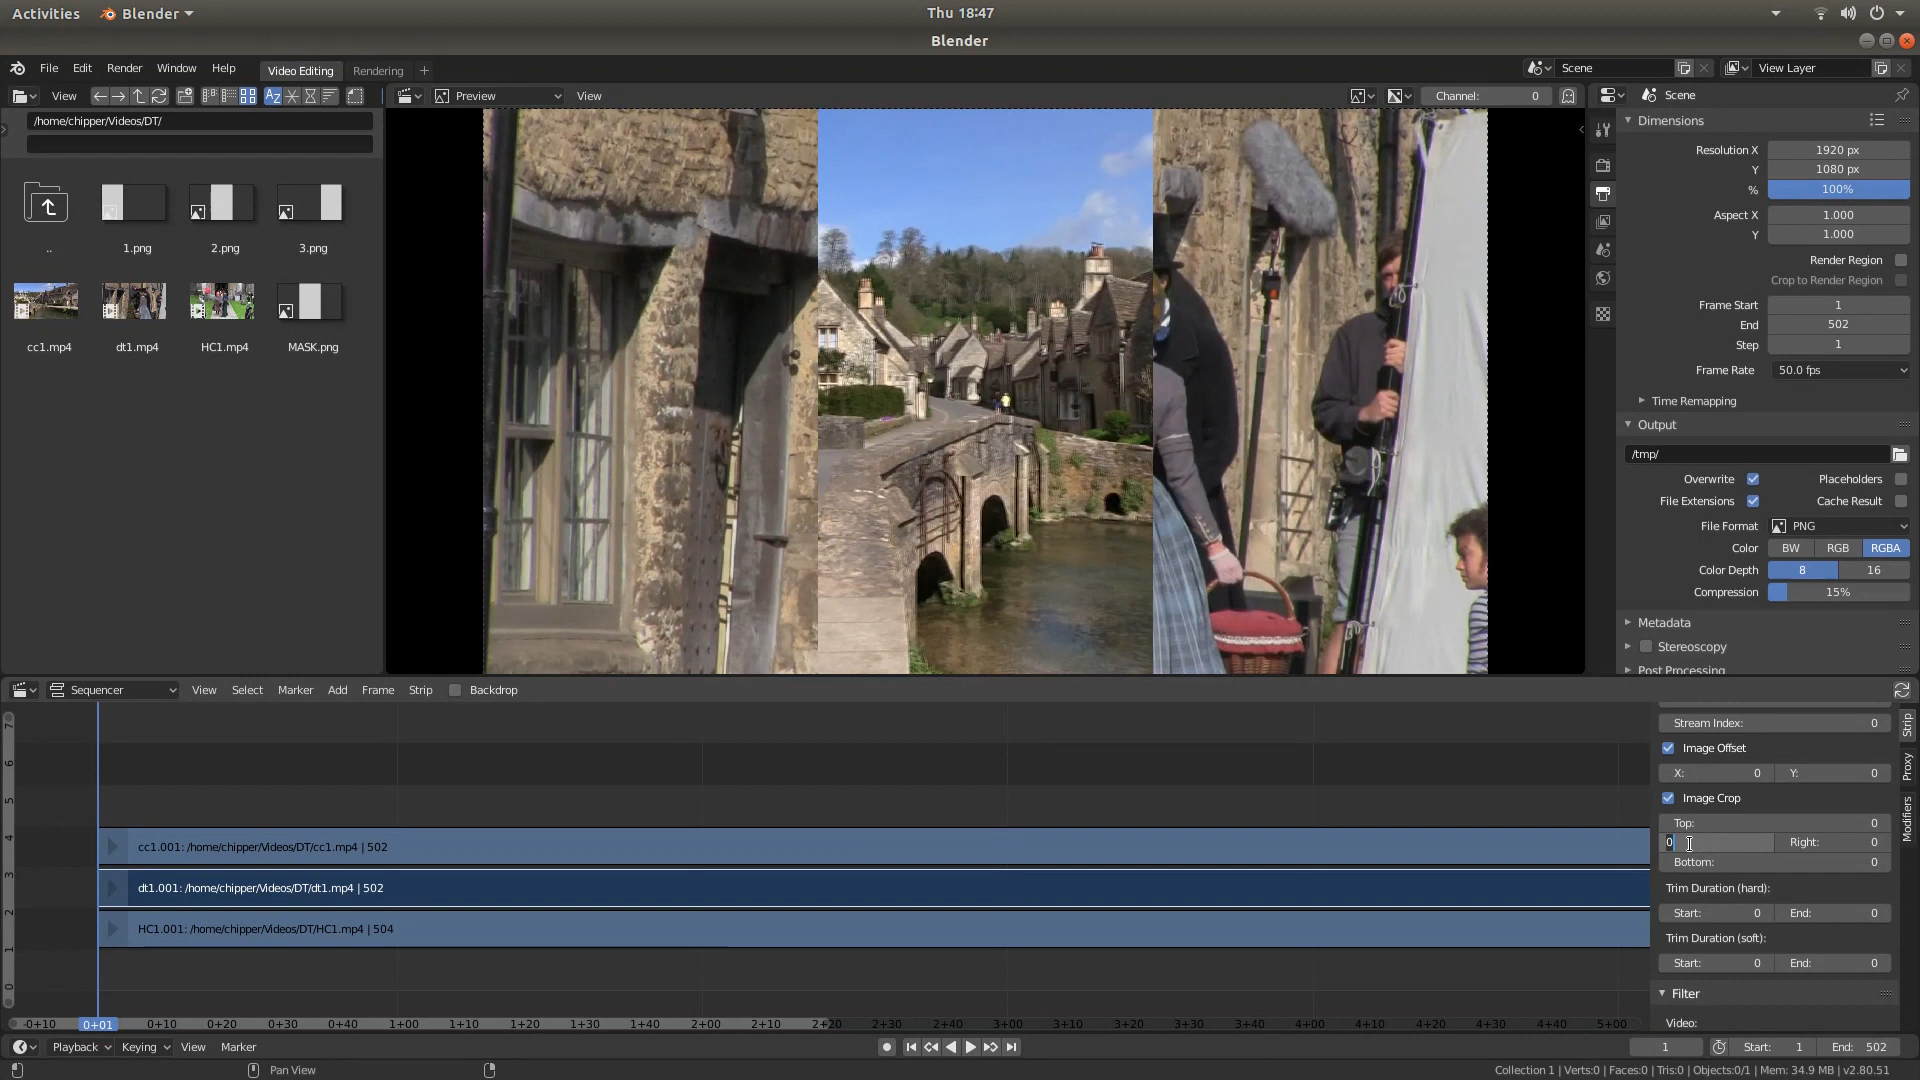 Activities Blender Thu 18:47
Blender
File Edit Render Window Help Video Editing Rendering + Scene View Layer
View Preview View Channel: 0 Scene
/home/chipper/Videos/DT/
Dimensions
Resolution X 1920 px
Y 1080 px
% 100%
Aspect X 1.000
Y 1.000
Render Region
Crop to Render Region
Frame Start 1
End 502
Step 1
Frame Rate 50.0 fps
Time Remapping
.. 1.png 2.png 3.png
cc1.mp4 dt1.mp4 HC1.mp4 MASK.png
Output
/tmp/
Overwrite Placeholders
File Extensions Cache Result
File Format PNG
Color BW RGB RGBA
Color Depth 8 16
Compression 15%
Metadata
Stereoscopy
Post Processing
Sequencer View Select Marker Add Frame Strip Backdrop
Stream Index: 0
Image Offset
X: 0 Y: 0
Image Crop
Top: 0
0 Right: 0
Bottom: 0
Trim Duration (hard):
Start: 0 End: 0
Trim Duration (soft):
Start: 0 End: 0
Filter
Video:
Strip
Proxy
Modifiers
7
6
5
4
3
2
1
0
cc1.001: /home/chipper/Videos/DT/cc1.mp4 | 502
dt1.001: /home/chipper/Videos/DT/dt1.mp4 | 502
HC1.001: /home/chipper/Videos/DT/HC1.mp4 | 504
-0+10 0+01 0+10 0+20 0+30 0+40 1+00 1+10 1+20 1+30 1+40 2+00 2+10 2+20 2+30 2+40 3+00 3+10 3+20 3+30 3+40 4+00 4+10 4+20 4+30 4+40 5+00
Playback Keying View Marker 1 Start: 1 End: 502
Pan View Collection 1 | Verts:0 | Faces:0 | Tris:0 | Objects:0/1 | Mem: 34.9 MB | v2.80.51